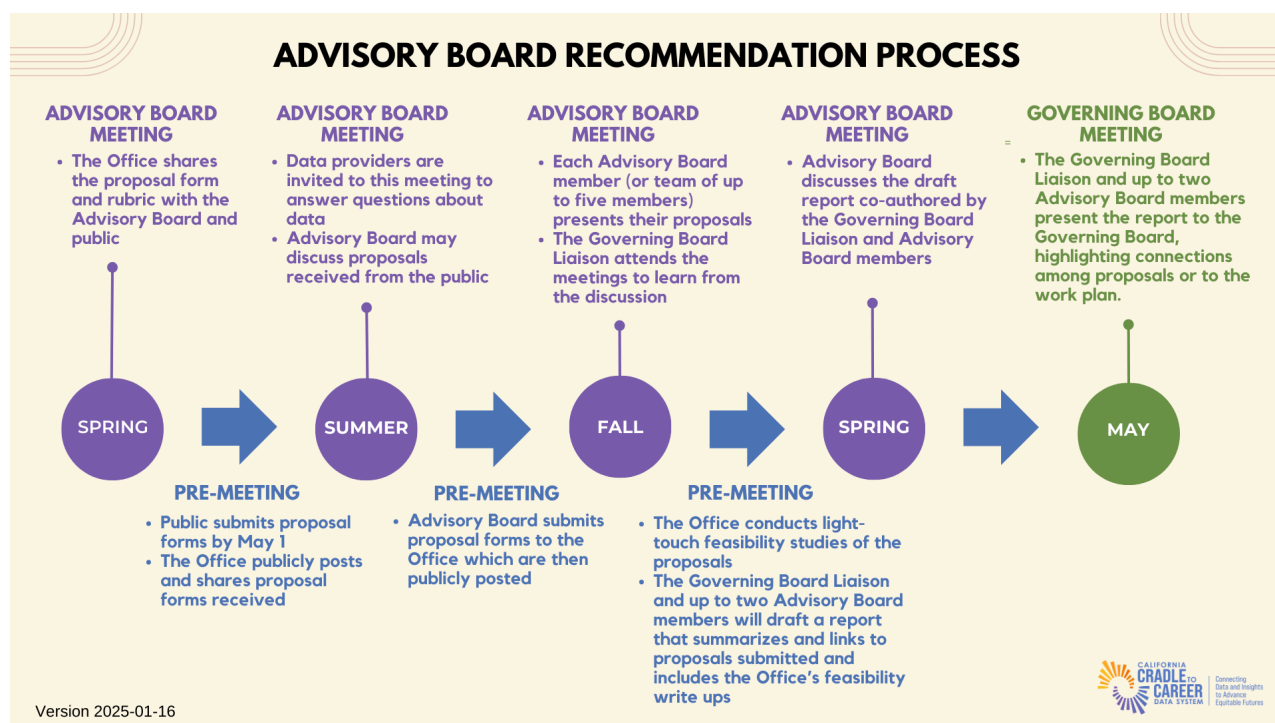 ADVISORY BOARD RECOMMENDATION PROCESS
ADVISORY BOARD
MEETING
• The Office shares
the proposal form
and rubric with the
Advisory Board and
public
ADVISORY BOARD
MEETING
• Data providers are
invited to this meeting to
answer questions about
data
• Advisory Board may
discuss proposals
received from the public
ADVISORY BOARD
MEETING
• Each Advisory Board
member (or team of up
to five members)
presents their proposals
• The Governing Board
Liaison attends the
meetings to learn from
the discussion
ADVISORY BOARD
MEETING
• Advisory Board
discusses the draft
report co-authored by
the Governing Board
Liaison and Advisory
Board members
=
GOVERNING BOARD
MEETING
• The Governing Board
Liaison and up to two
Advisory Board members
present the report to the
Governing Board,
highlighting connections
among proposals or to the
work plan.
SPRING
SUMMER
FALL
SPRING
MAY
PRE-MEETING
• Public submits proposal
forms by May 1
• The Office publicly posts
and shares proposal
forms received
PRE-MEETING
• Advisory Board submits
proposal forms to the
Office which are then
publicly posted
PRE-MEETING
• The Office conducts light-
touch feasibility studies of the
proposals
• The Governing Board Liaison
and up to two Advisory Board
members will draft a report
that summarizes and links to
proposals submitted and
includes the Office's feasibility
write ups
Version 2025-01-16
CALIFORNIA
CRADLE TO
CAREER
DATA SYSTEM
Connecting
Data and Insights
to Advance
Equitable Futures